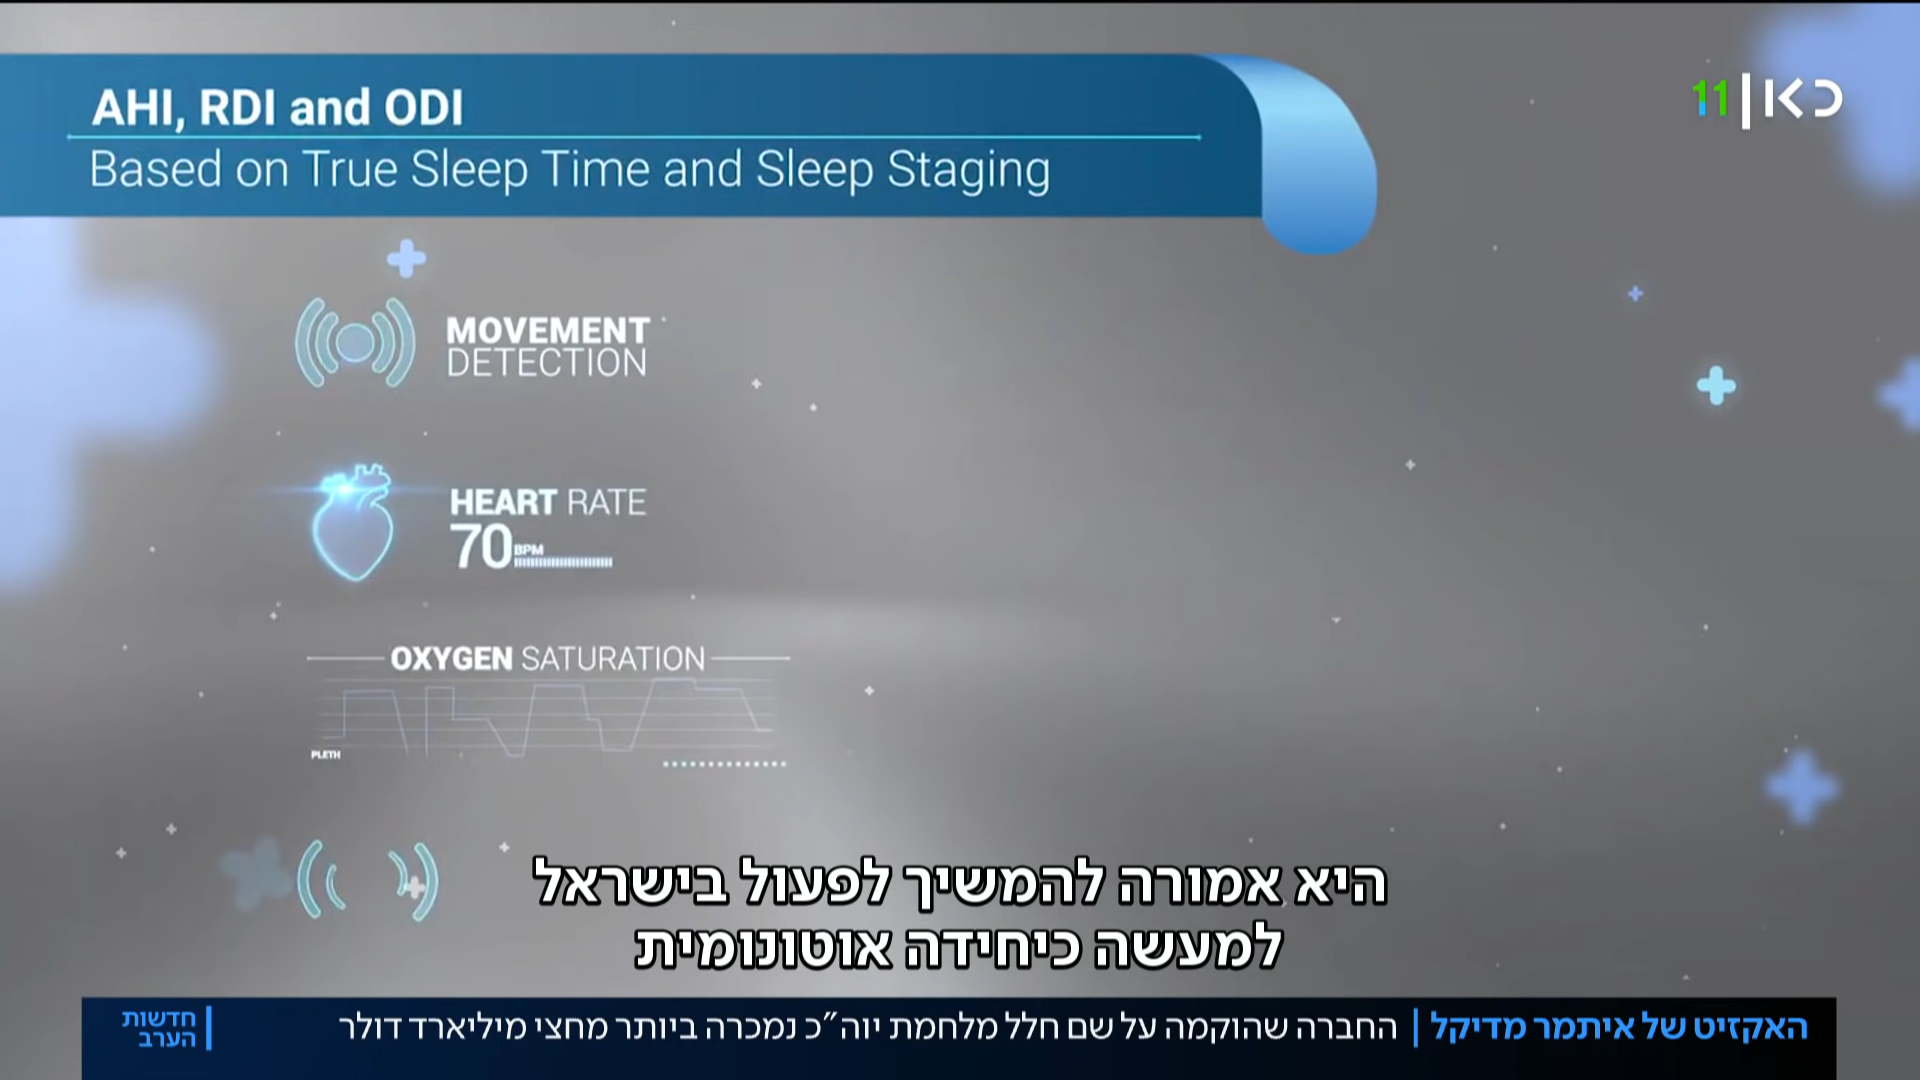 AHI, RDI and ODI
Based on True Sleep Time and Sleep Staging
כאן|11
MOVEMENT
DETECTION
HEART RATE
70 BPM
OXYGEN SATURATION
PLETH
היא אמורה להמשיך לפעול בישראל
למעשה כיחידה אוטונומית
האקזיט של איתמר מדיקל | החברה שהוקמה על שם חלל מלחמת יוה״כ נמכרה ביותר מחצי מיליארד דולר
חדשות
הערב